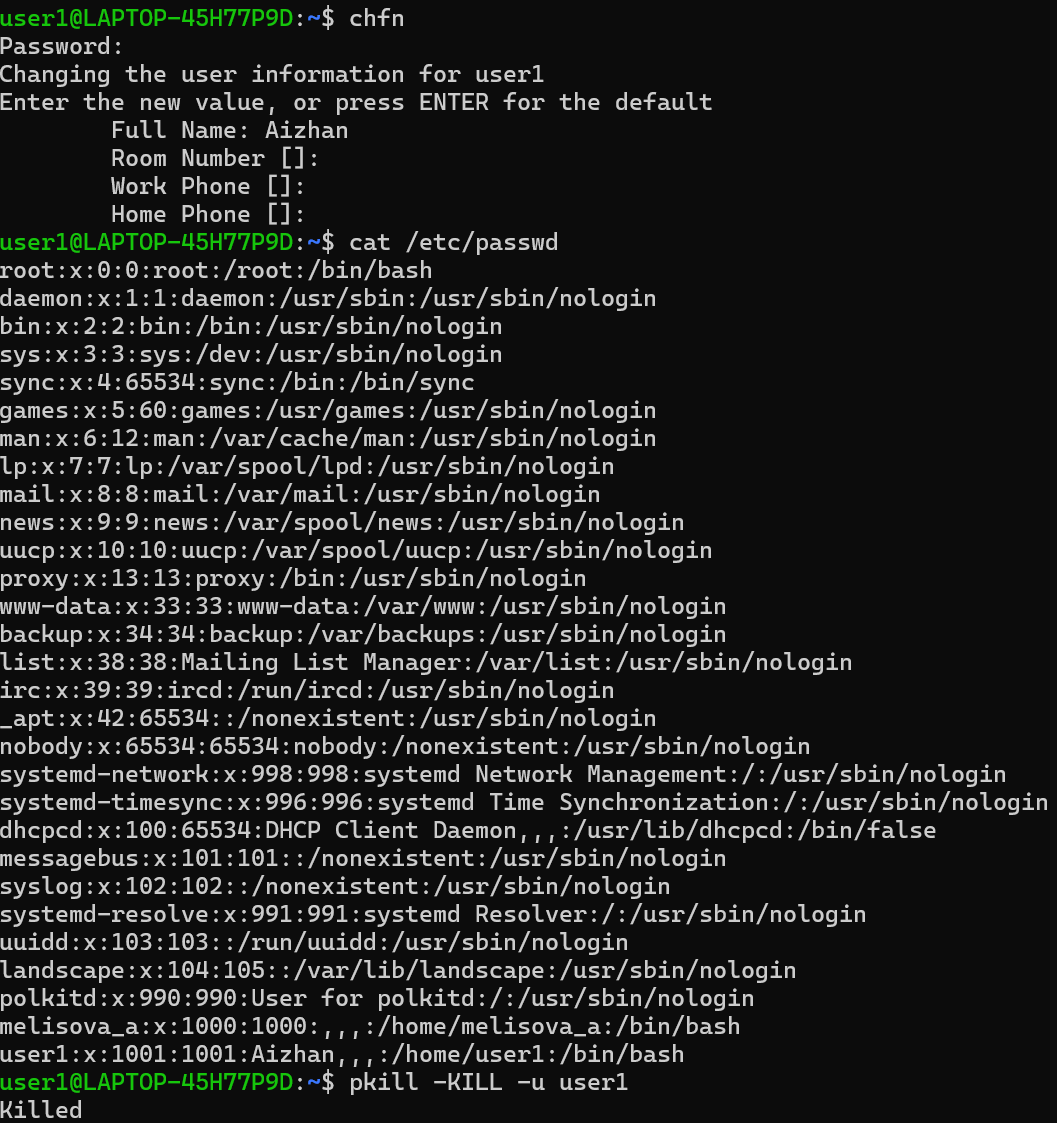 user1@LAPTOP-45H77P9D:~$ chfn
Password:
Changing the user information for user1
Enter the new value, or press ENTER for the default
        Full Name: Aizhan
        Room Number []:
        Work Phone []:
        Home Phone []:
user1@LAPTOP-45H77P9D:~$ cat /etc/passwd
root:x:0:0:root:/root:/bin/bash
daemon:x:1:1:daemon:/usr/sbin:/usr/sbin/nologin
bin:x:2:2:bin:/bin:/usr/sbin/nologin
sys:x:3:3:sys:/dev:/usr/sbin/nologin
sync:x:4:65534:sync:/bin:/bin/sync
games:x:5:60:games:/usr/games:/usr/sbin/nologin
man:x:6:12:man:/var/cache/man:/usr/sbin/nologin
lp:x:7:7:lp:/var/spool/lpd:/usr/sbin/nologin
mail:x:8:8:mail:/var/mail:/usr/sbin/nologin
news:x:9:9:news:/var/spool/news:/usr/sbin/nologin
uucp:x:10:10:uucp:/var/spool/uucp:/usr/sbin/nologin
proxy:x:13:13:proxy:/bin:/usr/sbin/nologin
www-data:x:33:33:www-data:/var/www:/usr/sbin/nologin
backup:x:34:34:backup:/var/backups:/usr/sbin/nologin
list:x:38:38:Mailing List Manager:/var/list:/usr/sbin/nologin
irc:x:39:39:ircd:/run/ircd:/usr/sbin/nologin
_apt:x:42:65534::/nonexistent:/usr/sbin/nologin
nobody:x:65534:65534:nobody:/nonexistent:/usr/sbin/nologin
systemd-network:x:998:998:systemd Network Management:/:/usr/sbin/nologin
systemd-timesync:x:996:996:systemd Time Synchronization:/:/usr/sbin/nologin
dhcpcd:x:100:65534:DHCP Client Daemon,,,:/usr/lib/dhcpcd:/bin/false
messagebus:x:101:101::/nonexistent:/usr/sbin/nologin
syslog:x:102:102::/nonexistent:/usr/sbin/nologin
systemd-resolve:x:991:991:systemd Resolver:/:/usr/sbin/nologin
uuidd:x:103:103::/run/uuidd:/usr/sbin/nologin
landscape:x:104:105::/var/lib/landscape:/usr/sbin/nologin
polkitd:x:990:990:User for polkitd:/:/usr/sbin/nologin
melisova_a:x:1000:1000:,,,:/home/melisova_a:/bin/bash
user1:x:1001:1001:Aizhan,,,:/home/user1:/bin/bash
user1@LAPTOP-45H77P9D:~$ pkill -KILL -u user1
Killed